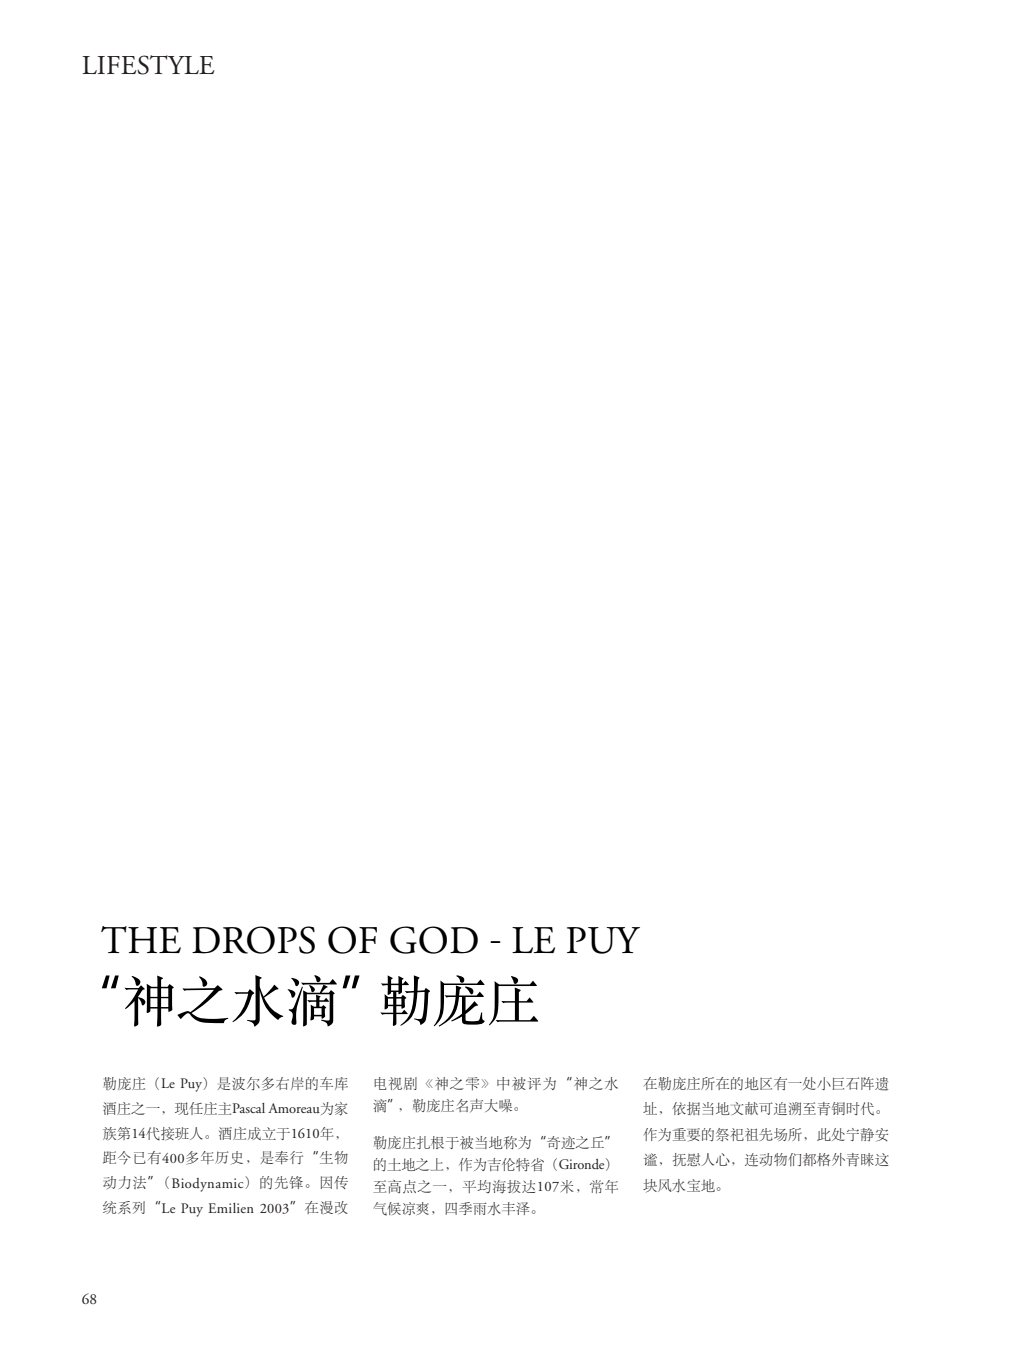 LIFESTYLE
THE DROPS OF GOD - LE PUY
“神之水滴”勒庞庄
勒庞庄（Le Puy）是波尔多右岸的车库
酒庄之一，现任庄主Pascal Amoreau为家
族第14代接班人。酒庄成立于1610年，
距今已有400多年历史，是奉行“生物
动力法”（Biodynamic）的先锋。因传
统系列“Le Puy Emilien 2003”在漫改
电视剧《神之雫》中被评为“神之水
滴”，勒庞庄名声大噪。
勒庞庄扎根于被当地称为“奇迹之丘”
的土地之上，作为吉伦特省（Gironde）
至高点之一，平均海拔达107米，常年
气候凉爽，四季雨水丰泽。
在勒庞庄所在的地区有一处小巨石阵遗
址，依据当地文献可追溯至青铜时代。
作为重要的祭祀祖先场所，此处宁静安
谧，抚慰人心，连动物们都格外青睐这
块风水宝地。
68